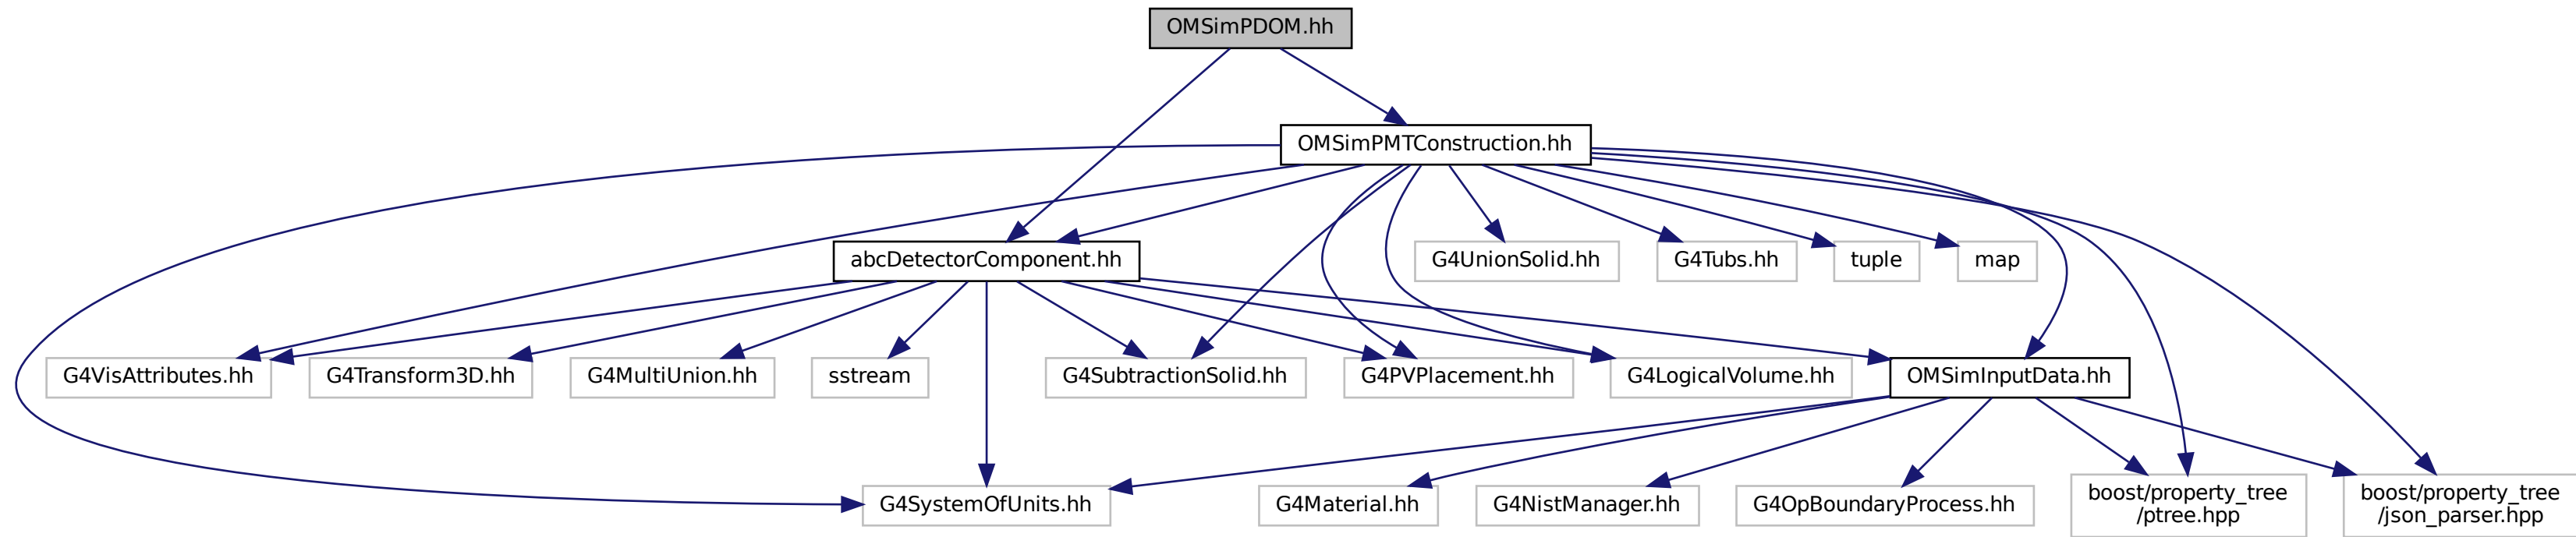 OMSimPDOM.hh
OMSimPMTConstruction.hh
abcDetectorComponent.hh
G4UnionSolid.hh
G4Tubs.hh
tuple
map
G4VisAttributes.hh
G4Transform3D.hh
G4MultiUnion.hh
sstream
G4SubtractionSolid.hh
G4PVPlacement.hh
G4LogicalVolume.hh
OMSimInputData.hh
G4SystemOfUnits.hh
G4Material.hh
G4NistManager.hh
G4OpBoundaryProcess.hh
boost/property_tree
/ptree.hpp
boost/property_tree
/json_parser.hpp